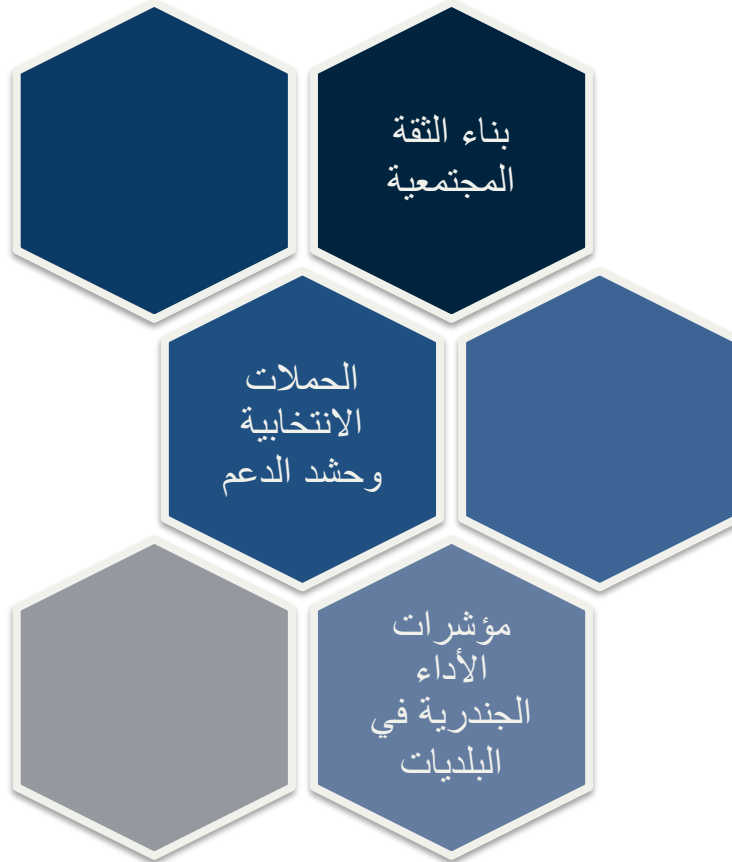 بناء الثقة
المجتمعية
الحملات
الانتخابية
وحشد الدعم
مؤشرات
الأداء
الجندرية في
البلديات